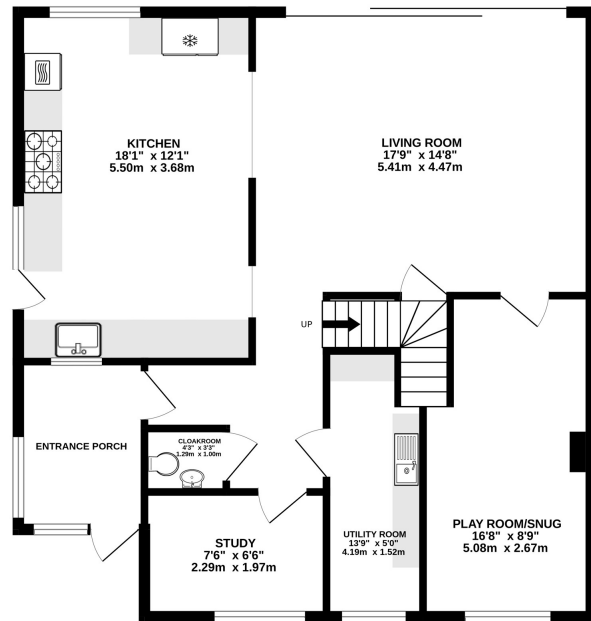 KITCHEN
18'1" x 12'1"
5.50m x 3.68m
LIVING ROOM
17'9" x 14'8"
5.41m x 4.47m
UP
ENTRANCE PORCH
CLOAKROOM
4'3" x 3'3"
1.29m x 1.00m
STUDY
7'6" x 6'6"
2.29m x 1.97m
UTILITY ROOM
13'9" x 5'0"
4.19m x 1.52m
PLAY ROOM/SNUG
16'8" x 8'9"
5.08m x 2.67m